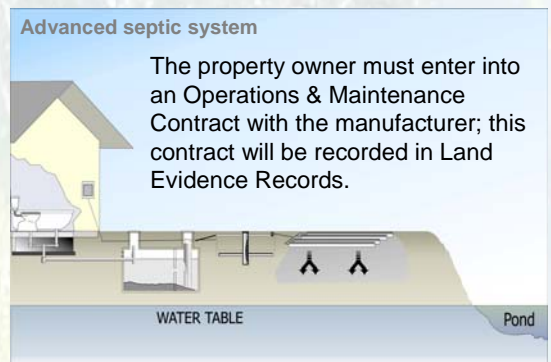 Advanced septic system
The property owner must enter into
an Operations & Maintenance
Contract with the manufacturer; this
contract will be recorded in Land
Evidence Records.
WATER TABLE
Pond